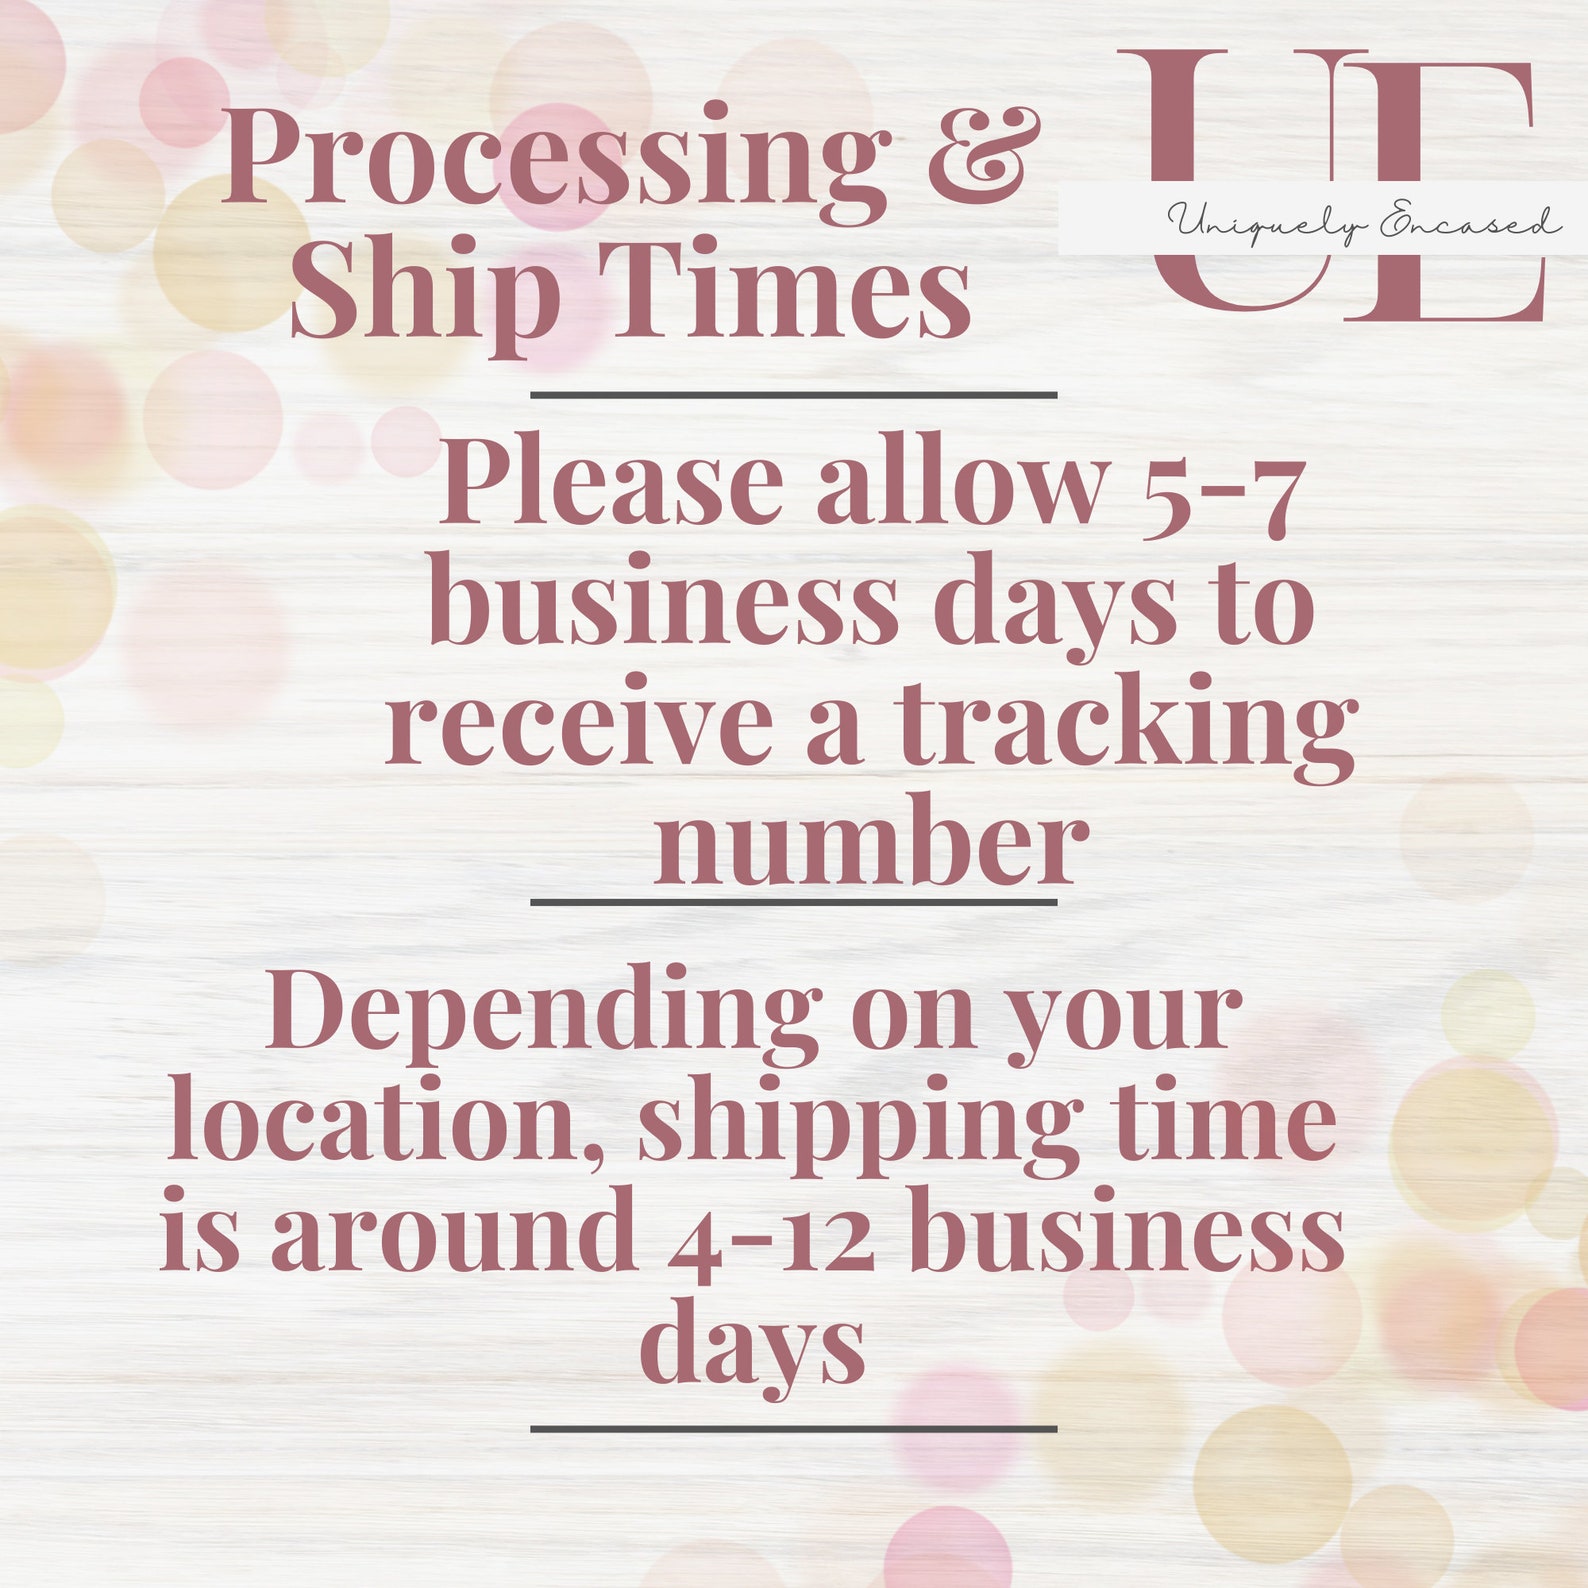 Processing &
Ship Times
UE
Uniquely Encased
Please allow 5-7
business days to
receive a tracking
number
Depending on your
location, shipping time
is around 4-12 business
days